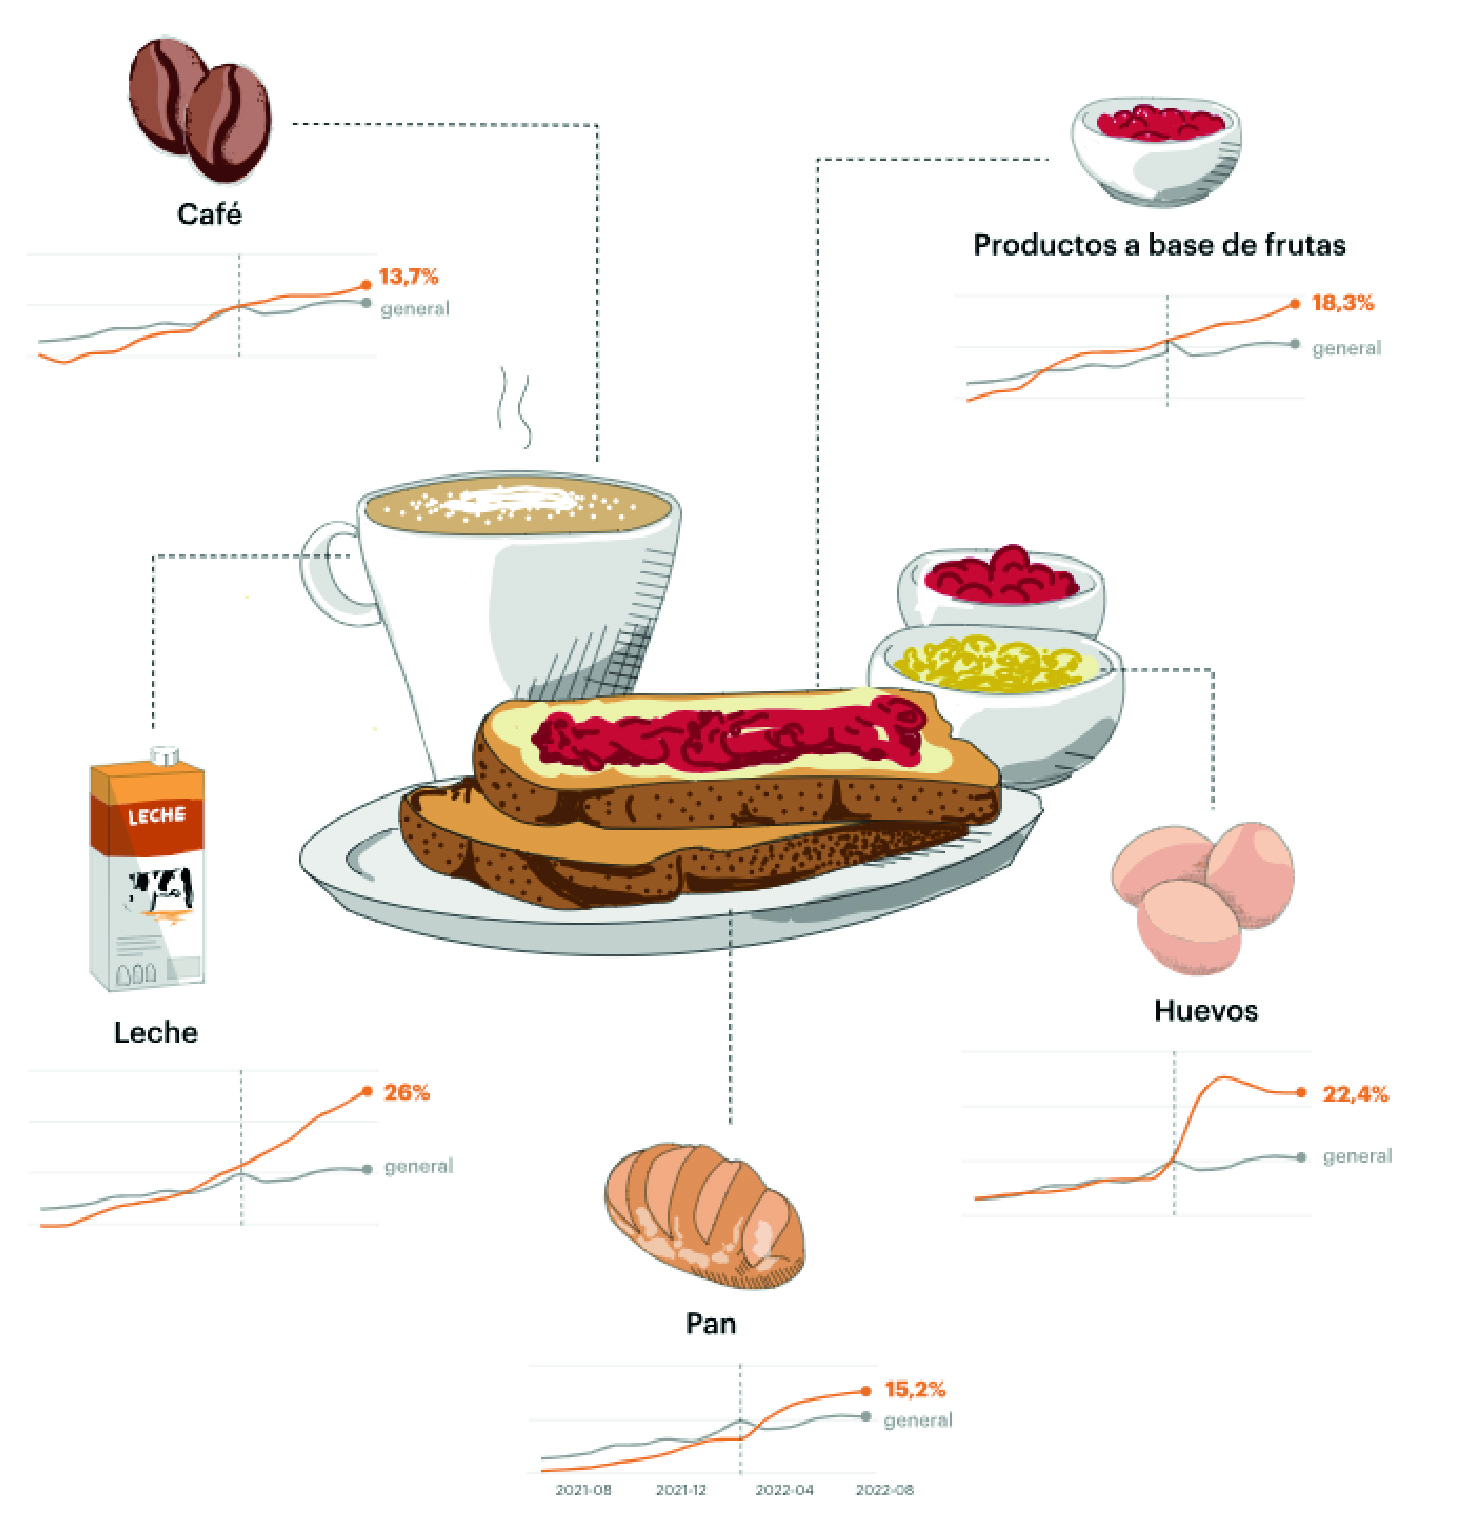 Café
13,7%
general
Productos a base de frutas
18,3%
general
LECHE
Leche
26%
general
Huevos
22,4%
general
Pan
15,2%
general
2021-08
2021-12
2022-04
2022-08